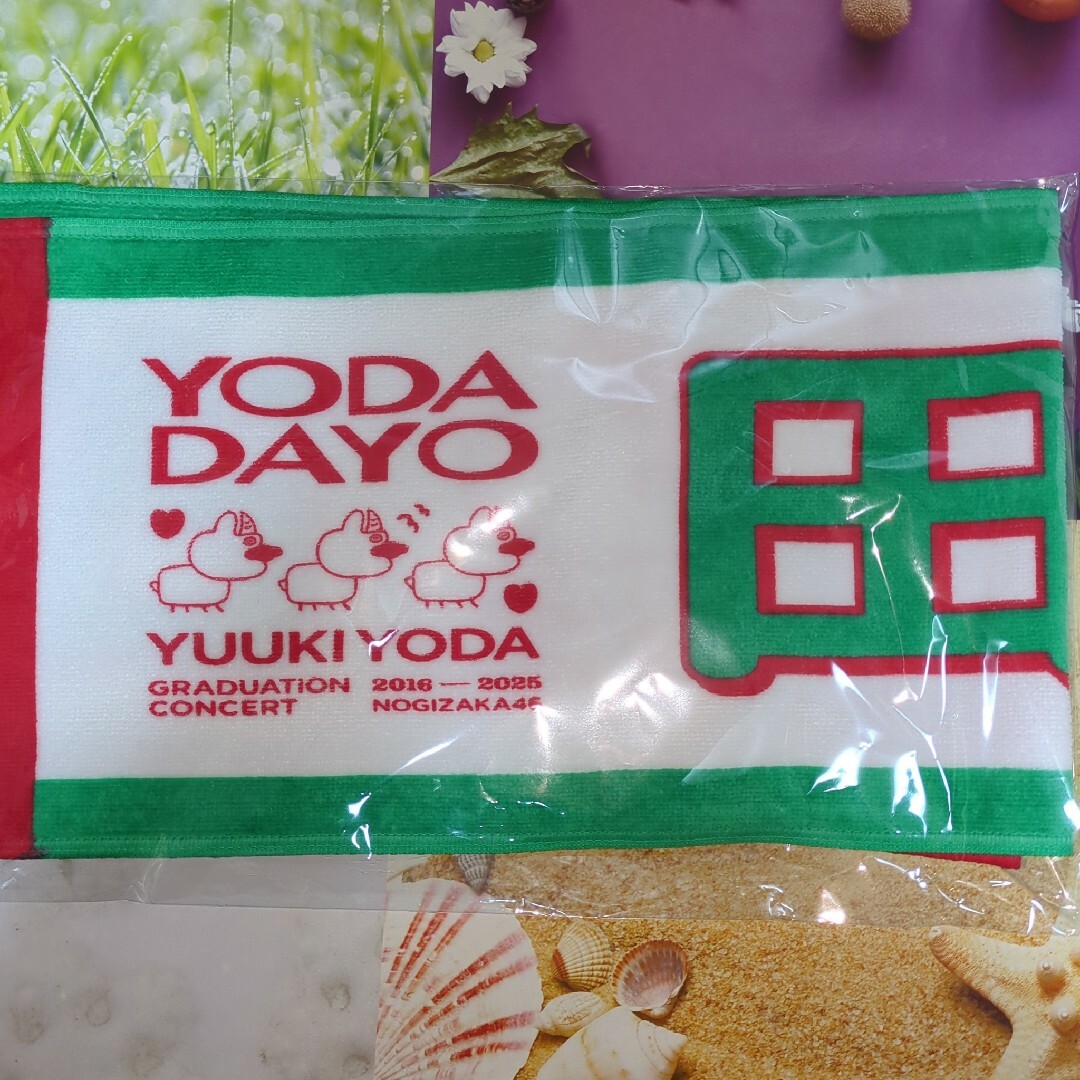 YODA
DAYO
YUUKI YODA
GRADUATION 2016 — 2025
CONCERT NOGIZAKA46